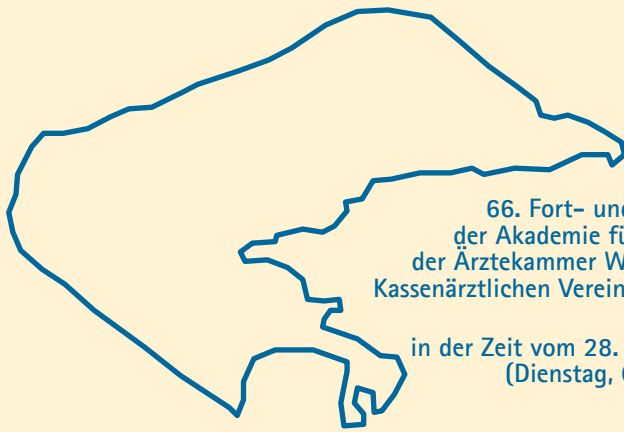 66. Fort- und
der Akademie fü
der Ärztekammer W
Kassenärztlichen Verein
in der Zeit vom 28.
(Dienstag,